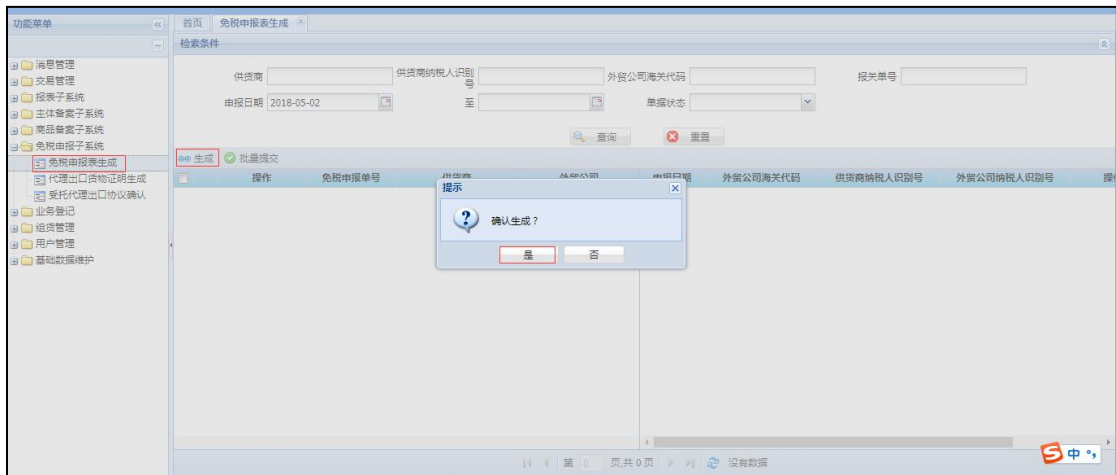 功能菜单
首页 免税申报表生成
检索条件
消息管理
交易管理
报表子系统
主体备案子系统
商品备案子系统
免税申报子系统
免税申报表生成
代理出口货物证明生成
受托代理出口协议确认
业务登记
组货管理
用户管理
基础数据维护
供货商 供货商纳税人识别号 外贸公司海关代码 报关单号
申报日期 2018-05-02 至 单据状态
查询 重置
生成 批量提交
操作 免税申报单号 供货商 外贸公司 申报日期 外贸公司海关代码 供货商纳税人识别号 外贸公司纳税人识别号
提示
确认生成？
是 否
第 0 页,共 0 页 没有数据
中